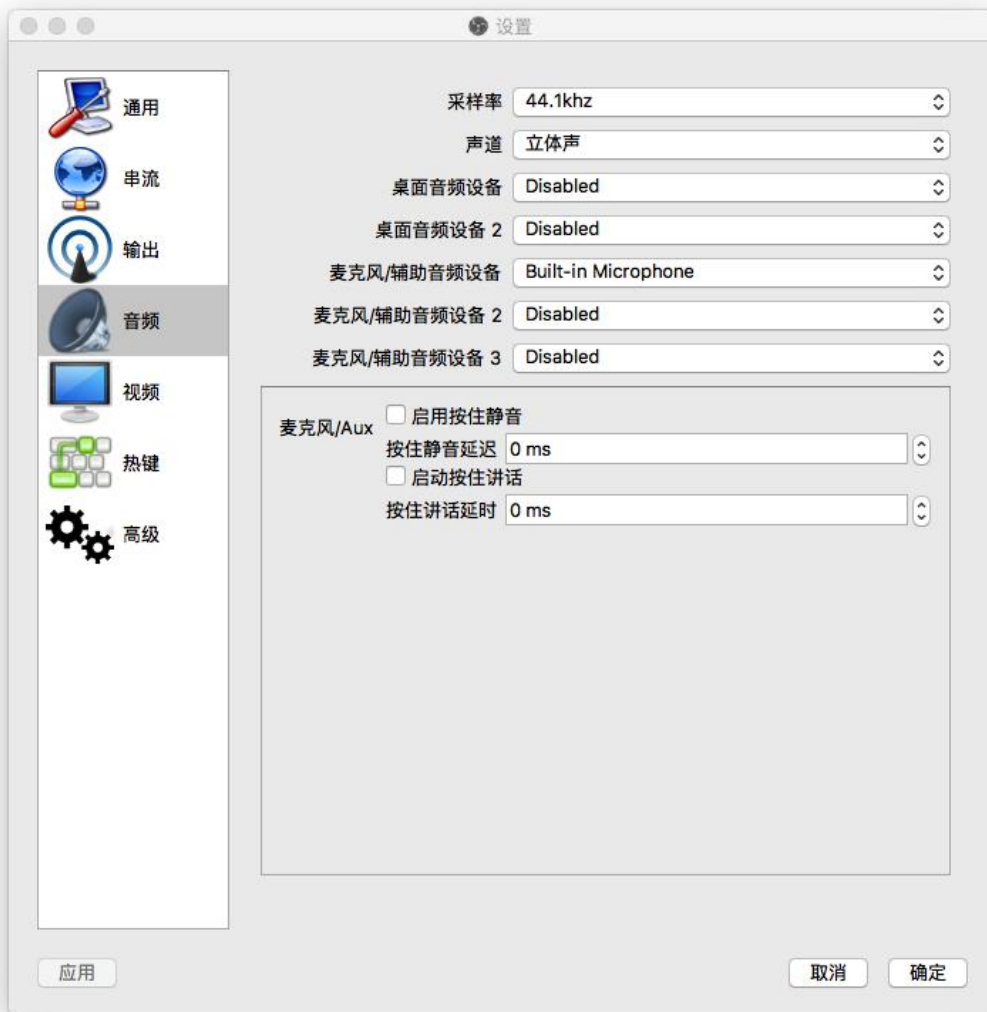 设置
通用
串流
输出
音频
视频
热键
高级
采样率 44.1khz
声道 立体声
桌面音频设备 Disabled
桌面音频设备 2 Disabled
麦克风/辅助音频设备 Built-in Microphone
麦克风/辅助音频设备 2 Disabled
麦克风/辅助音频设备 3 Disabled
麦克风/Aux 启用按住静音
按住静音延迟 0 ms
启动按住讲话
按住讲话延时 0 ms
应用 取消 确定